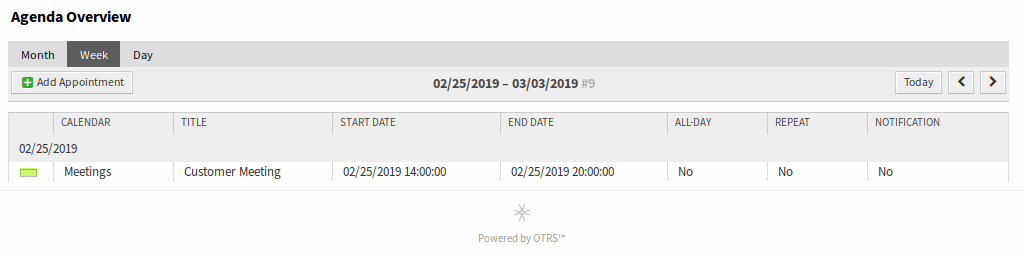 Agenda Overview
Month Week Day
Add Appointment 02/25/2019 – 03/03/2019 #9 Today
CALENDAR TITLE START DATE END DATE ALL-DAY REPEAT NOTIFICATION
02/25/2019
Meetings Customer Meeting 02/25/2019 14:00:00 02/25/2019 20:00:00 No No No
Powered by OTRS™